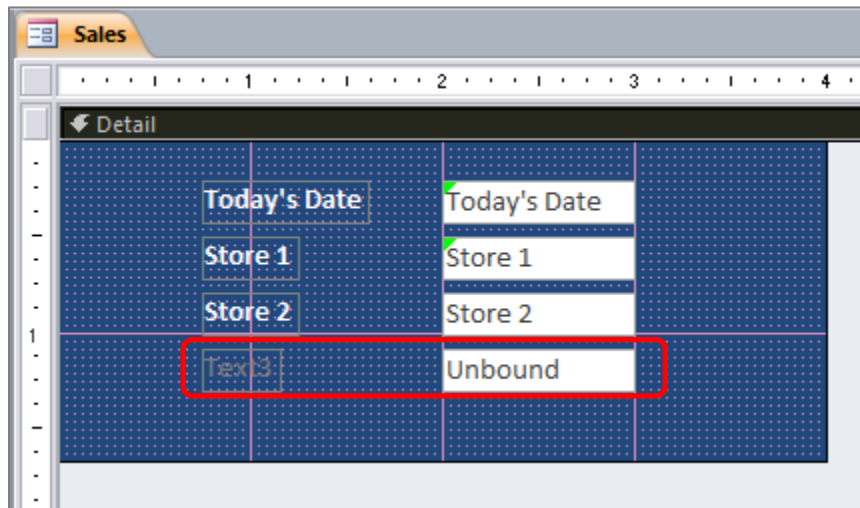 Sales
1 2 3 4
Detail
Today's Date Today's Date
Store 1 Store 1
Store 2 Store 2
1
Text3 Unbound